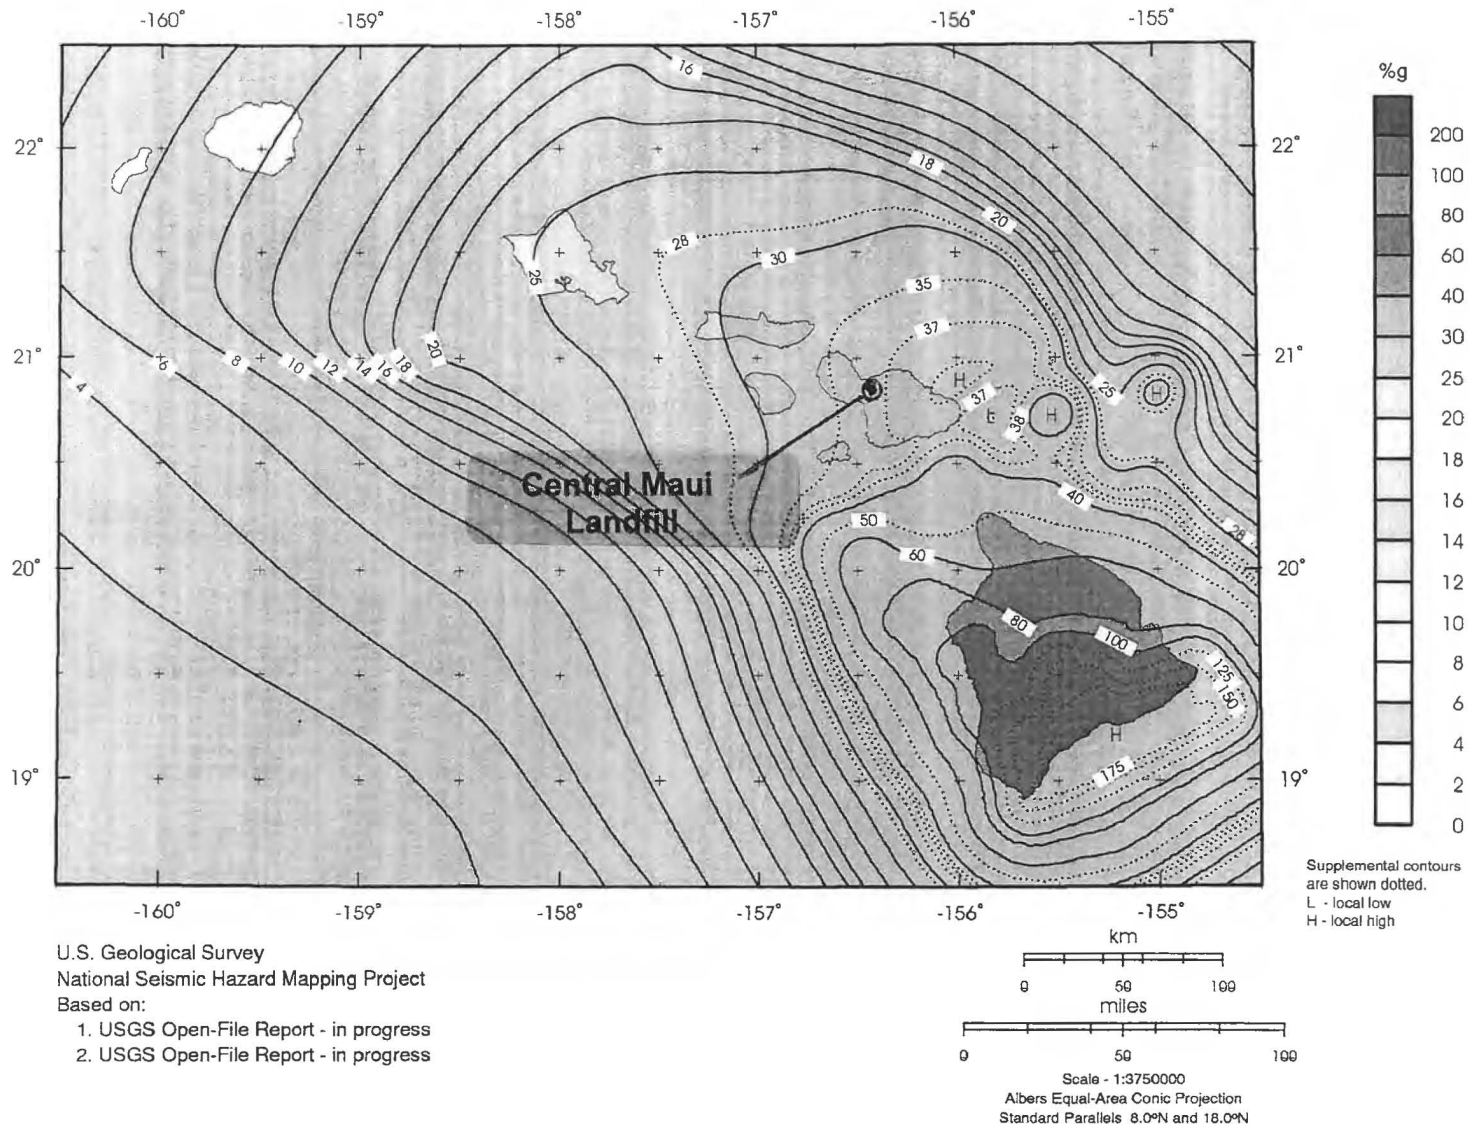 -160° -159° -158° -157° -156° -155°
%g
16
22° 22°
18
20
28
30
25
35
37
20
21° 21°
4 6 8 10 12 14 16 18
H
37
L
38
H
25
H
Central Maui
Landfill
40
50
28
60
20° 20°
80
100
125
150
H
175
19° 19°
-160° -159° -158° -157° -156° -155°
200
100
80
60
40
30
25
20
18
16
14
12
10
8
6
4
2
0
Supplemental contours
are shown dotted.
L - local low
H - local high
U.S. Geological Survey
National Seismic Hazard Mapping Project
Based on:
1. USGS Open-File Report - in progress
2. USGS Open-File Report - in progress
km
0 50 100
miles
0 50 100
Scale - 1:3750000
Albers Equal-Area Conic Projection
Standard Parallels 8.0°N and 18.0°N